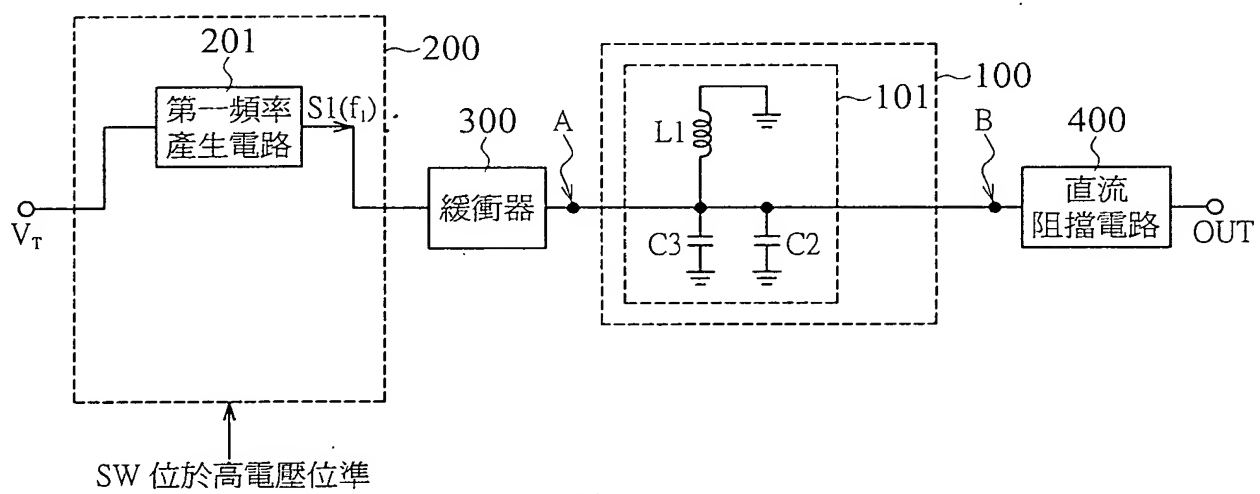 201
200
第一頻率
產生電路
S1(f₁)
V_T
SW 位於高電壓位準
300
緩衝器
A
100
101
L1
C3
C2
B
400
直流
阻擋電路
OUT